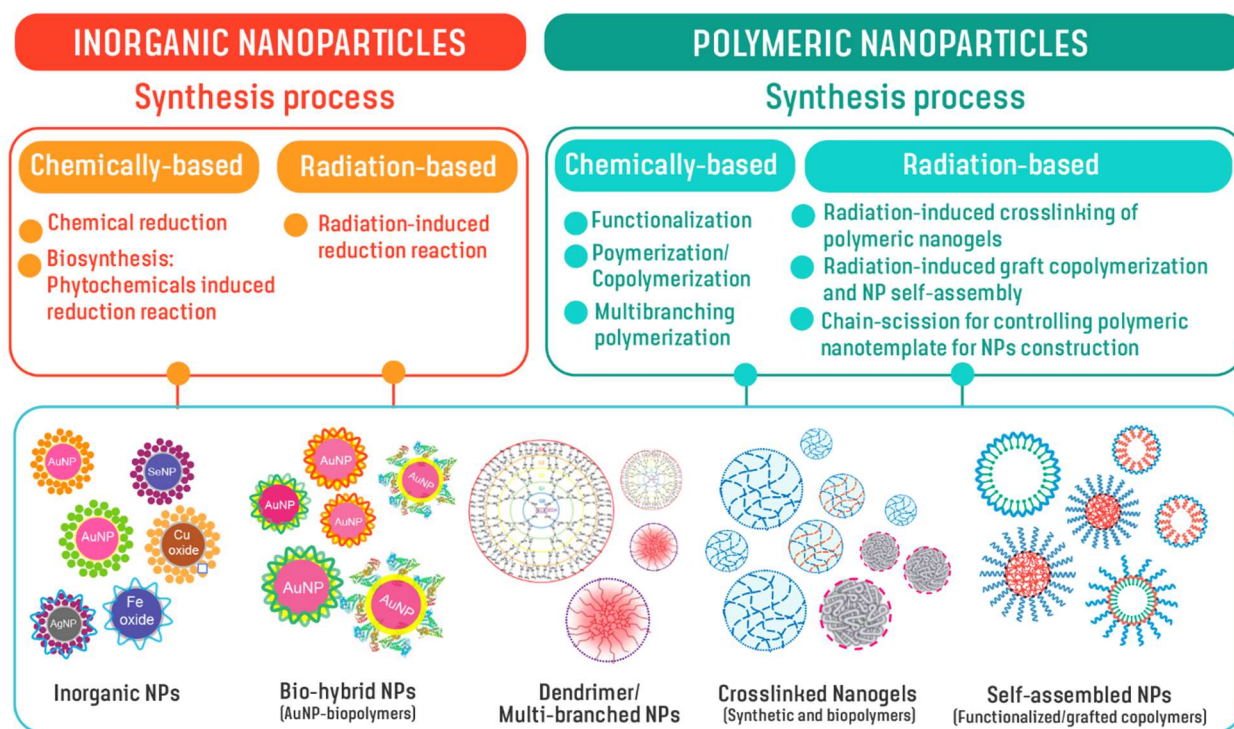 INORGANIC NANOPARTICLES
Synthesis process
Chemically-based
Chemical reduction
Biosynthesis:
Phytochemicals induced
reduction reaction
Radiation-based
Radiation-induced
reduction reaction
POLYMERIC NANOPARTICLES
Synthesis process
Chemically-based
Functionalization
Poymerization/
Copolymerization
Multibranching
polymerization
Radiation-based
Radiation-induced crosslinking of
polymeric nanogels
Radiation-induced graft copolymerization
and NP self-assembly
Chain-scission for controlling polymeric
nanotemplate for NPs construction
AuNP
SeNP
AuNP
Cu
oxide
AgNP
Fe
oxide
Inorganic NPs
AuNP
AuNP
AuNP
AuNP
AuNP
AuNP
Bio-hybrid NPs
(AuNP-biopolymers)
Dendrimer/
Multi-branched NPs
Crosslinked Nanogels
(Synthetic and biopolymers)
Self-assembled NPs
(Functionalized/grafted copolymers)